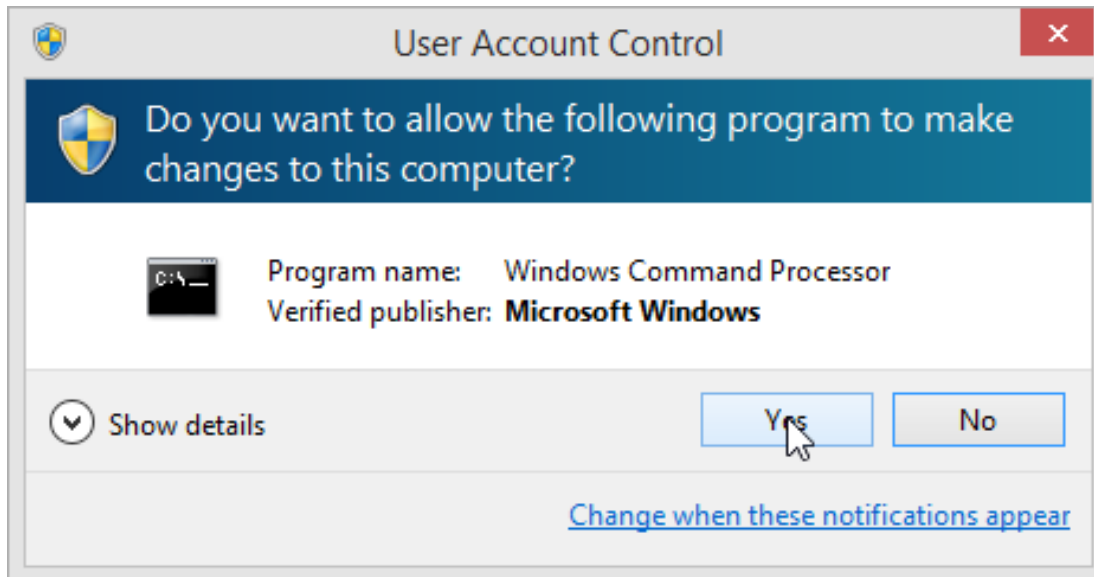 User Account Control
Do you want to allow the following program to make
changes to this computer?
C:\
Program name: Windows Command Processor
Verified publisher: Microsoft Windows
Show details
Yes
No
Change when these notifications appear